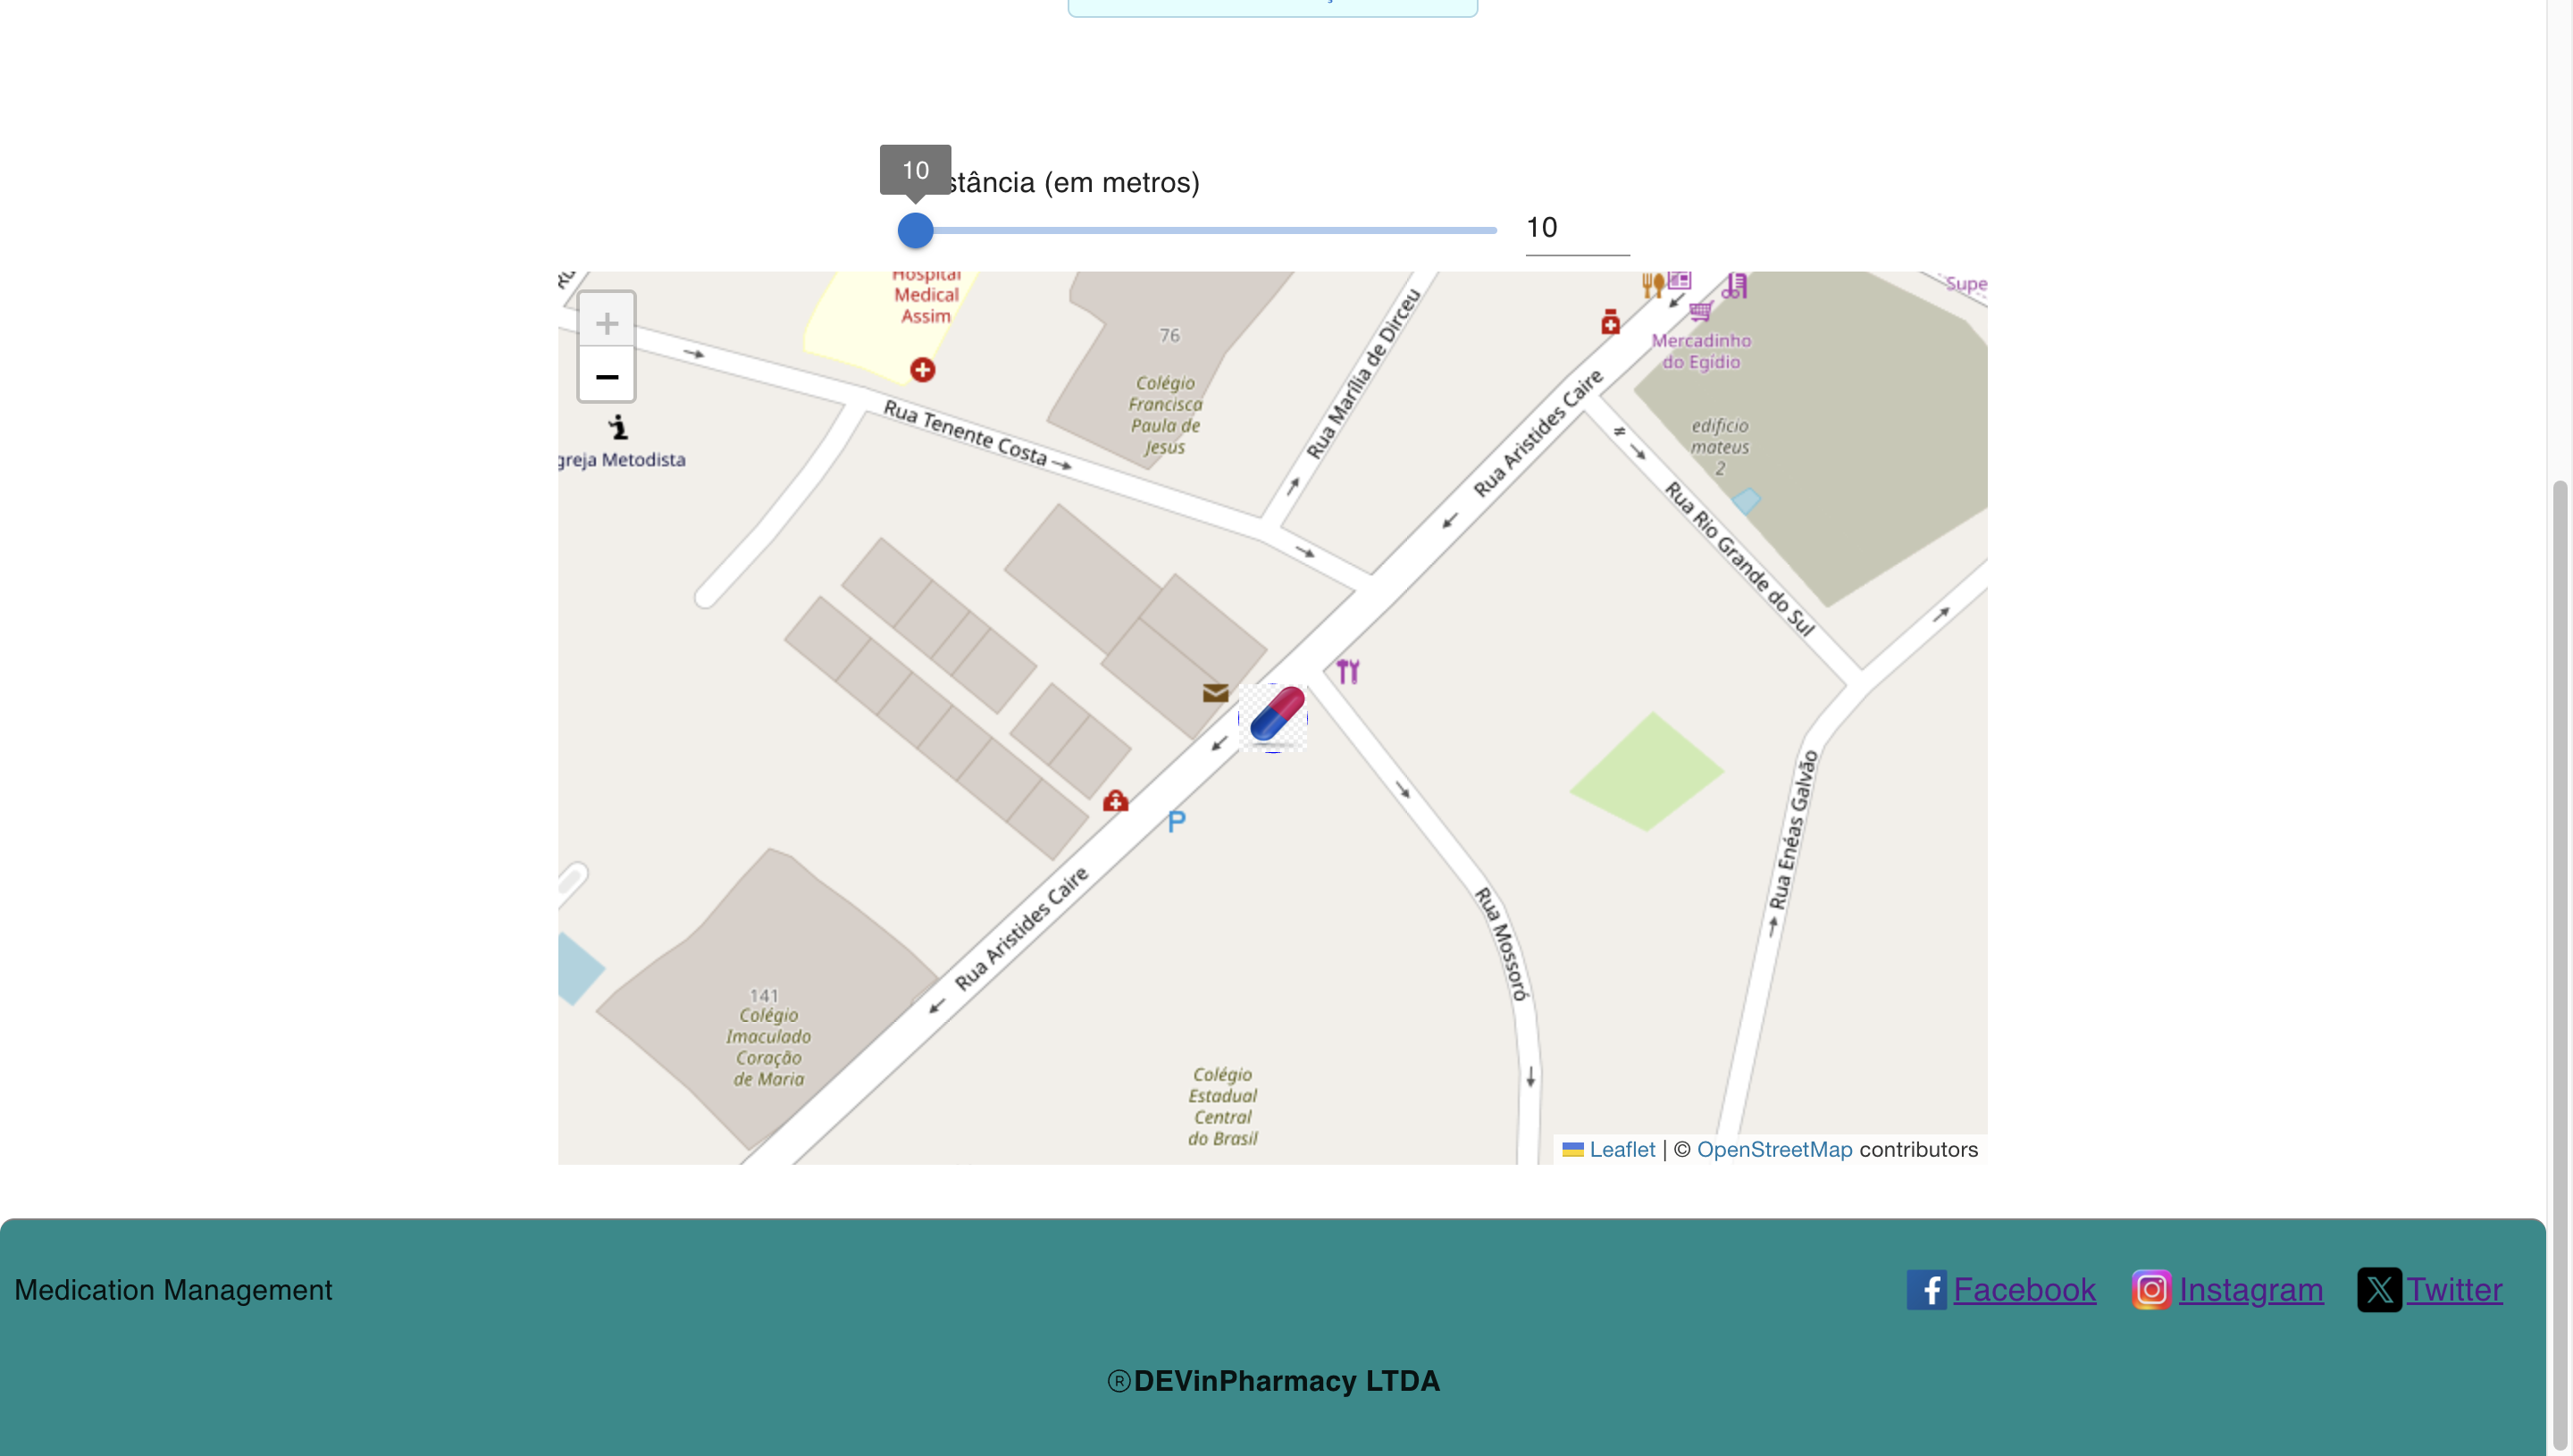 10
stância (em metros)
10
+
−
Hospital
Medical
Assim
76
Colégio
Francisca
Paula de
Jesus
Rua Marília de Dirceu
Mercadinho
do Egídio
Supe
greja Metodista
Rua Tenente Costa
Rua Aristides Caire
edificio
mateus
2
Rua Rio Grande do Sul
P
Rua Enéas Galvão
Rua Aristides Caire
Rua Mossoró
141
Colégio
Imaculado
Coração
de Maria
Colégio
Estadual
Central
do Brasil
Leaflet | © OpenStreetMap contributors
Medication Management
Facebook Instagram Twitter
®DEVinPharmacy LTDA